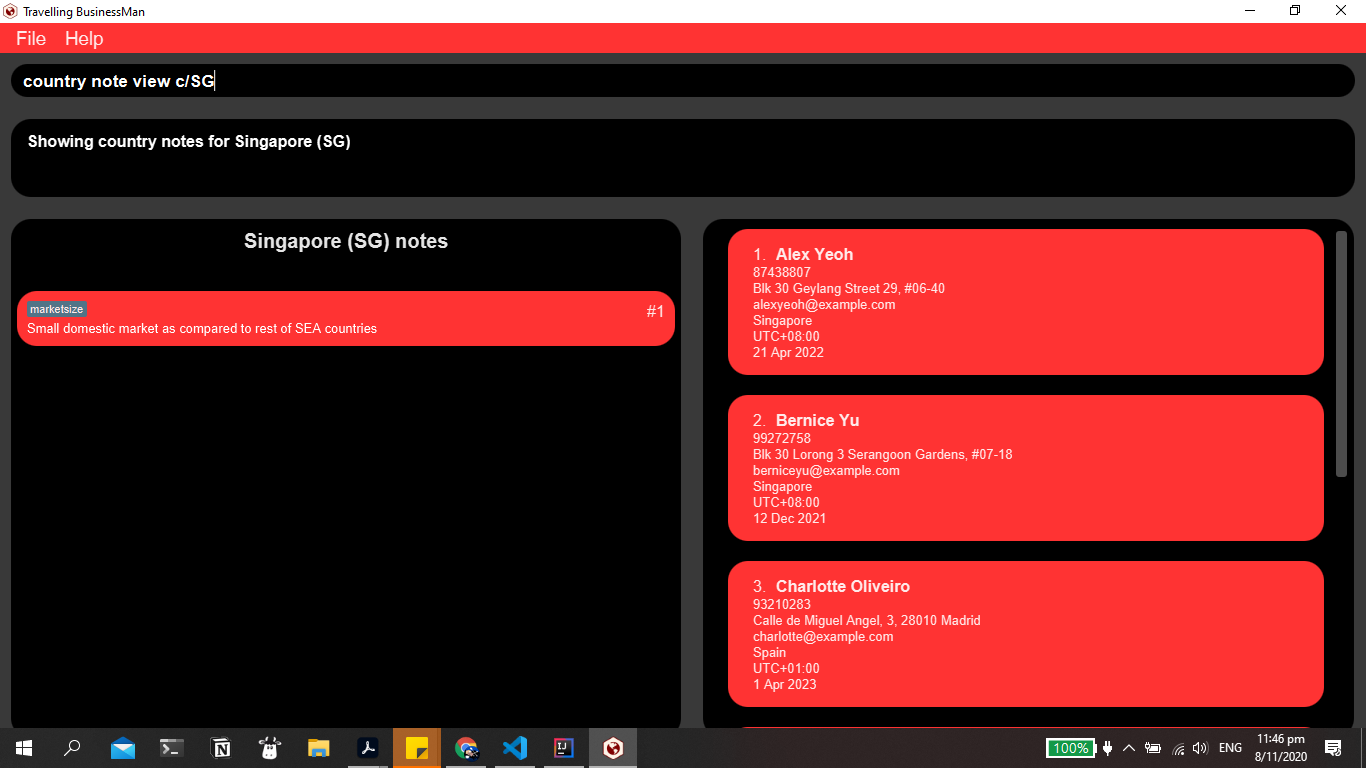 Travelling BusinessMan
File Help
country note view c/SG
Showing country notes for Singapore (SG)
Singapore (SG) notes
marketsize
#1
Small domestic market as compared to rest of SEA countries
1. Alex Yeoh
87438807
Blk 30 Geylang Street 29, #06-40
alexyeoh@example.com
Singapore
UTC+08:00
21 Apr 2022
2. Bernice Yu
99272758
Blk 30 Lorong 3 Serangoon Gardens, #07-18
berniceyu@example.com
Singapore
UTC+08:00
12 Dec 2021
3. Charlotte Oliveiro
93210283
Calle de Miguel Angel, 3, 28010 Madrid
charlotte@example.com
Spain
UTC+01:00
1 Apr 2023
100%
ENG
11:46 pm
8/11/2020